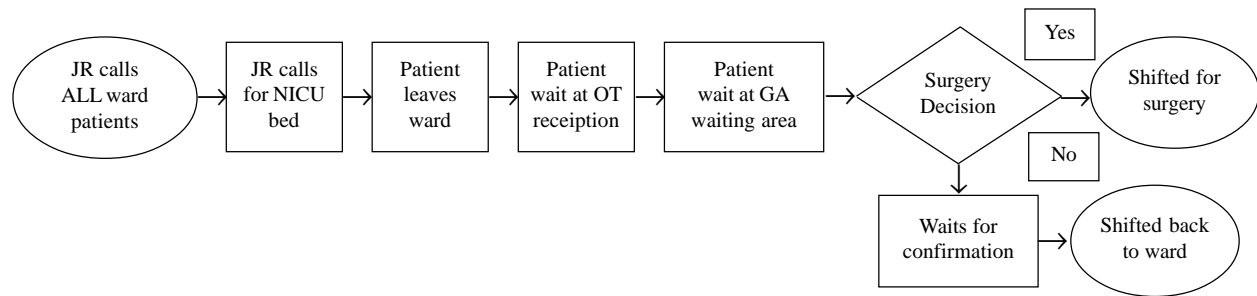 JR calls
ALL ward
patients
JR calls
for NICU
bed
Patient
leaves
ward
Patient
wait at OT
receiption
Patient
wait at GA
waiting area
Surgery
Decision
Yes
Shifted for
surgery
No
Waits for
confirmation
Shifted back
to ward